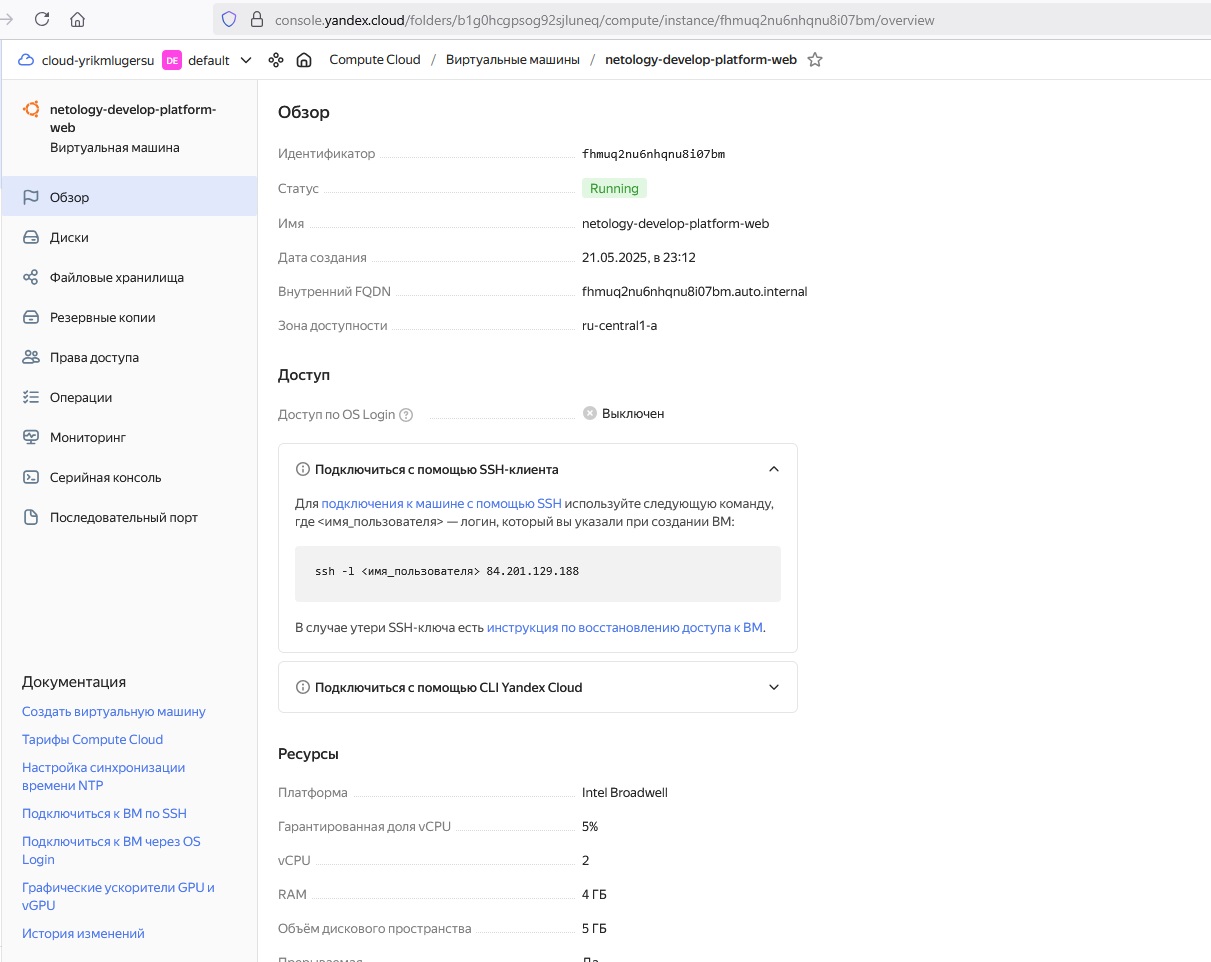 console.yandex.cloud/folders/b1g0hcgpsog92sjluneq/compute/instance/fhmuq2nu6nhqnu8i07bm/overview
cloud-yrikmlugersu DE default Compute Cloud / Виртуальные машины / netology-develop-platform-web
netology-develop-platform-
web
Виртуальная машина
Обзор
Диски
Файловые хранилища
Резервные копии
Права доступа
Операции
Мониторинг
Серийная консоль
Последовательный порт
Документация
Создать виртуальную машину
Тарифы Compute Cloud
Настройка синхронизации
времени NTP
Подключиться к ВМ по SSH
Подключиться к ВМ через OS
Login
Графические ускорители GPU и
vGPU
История изменений
Обзор
Идентификатор fhmuq2nu6nhqnu8i07bm
Статус Running
Имя netology-develop-platform-web
Дата создания 21.05.2025, в 23:12
Внутренний FQDN fhmuq2nu6nhqnu8i07bm.auto.internal
Зона доступности ru-central1-a
Доступ
Доступ по OS Login Выключен
Подключиться с помощью SSH-клиента
Для подключения к машине с помощью SSH используйте следующую команду,
где <имя_пользователя> — логин, который вы указали при создании ВМ:
ssh -l <имя_пользователя> 84.201.129.188
В случае утери SSH-ключа есть инструкция по восстановлению доступа к ВМ.
Подключиться с помощью CLI Yandex Cloud
Ресурсы
Платформа Intel Broadwell
Гарантированная доля vCPU 5%
vCPU 2
RAM 4 ГБ
Объём дискового пространства 5 ГБ
Прерываемая Да